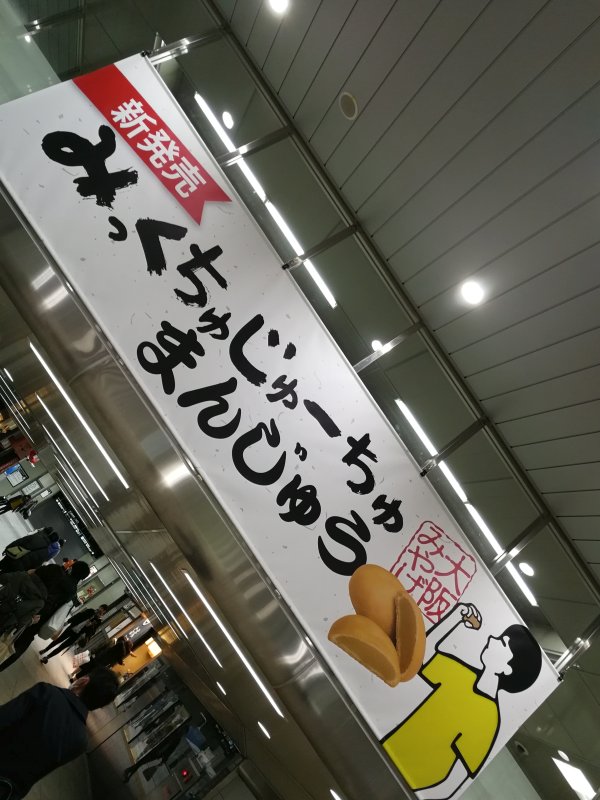 新発売
みっくちゅじゅーちゅ
まんじゅう
大阪
みやげ